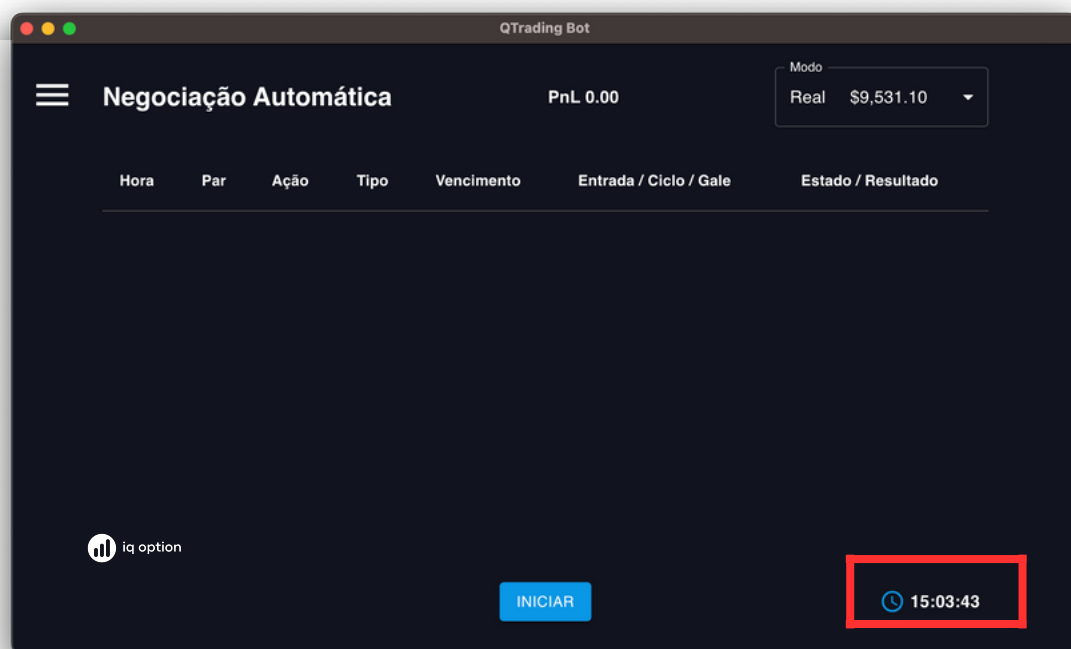 QTrading Bot
Negociação Automática
PnL 0.00
Modo
Real $9,531.10
Hora Par Ação Tipo Vencimento Entrada / Ciclo / Gale Estado / Resultado
iq option
INICIAR
15:03:43